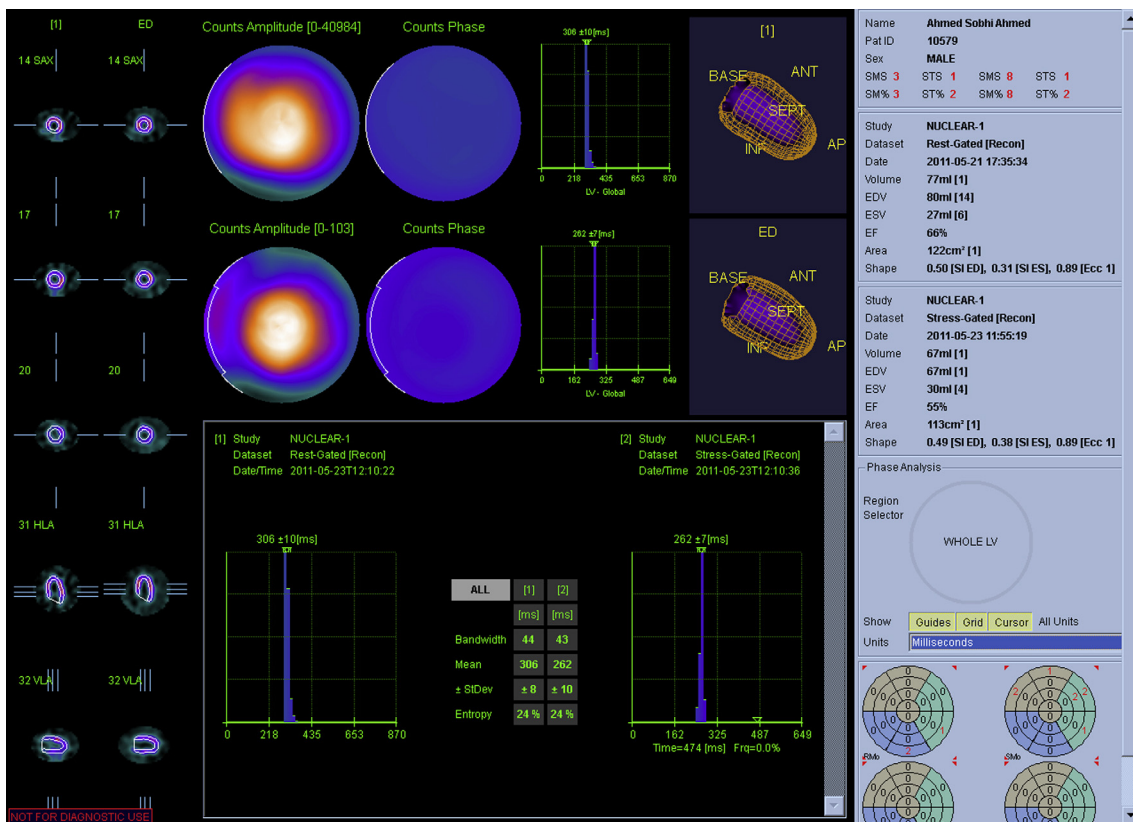 [1] ED
14 SAX 14 SAX
17 17
20 20
31 HLA 31 HLA
32 VLA 32 VLA
NOT FOR DIAGNOSTIC USE
Counts Amplitude [0-40984] Counts Phase
306 ±10[ms]
0 218 435 653 870
LV - Global
[1]
BASE ANT
SEPT
INF AP
Counts Amplitude [0-103] Counts Phase
262 ±7[ms]
0 162 325 487 649
LV - Global
ED
BASE ANT
SEPT
INF AP
[1] Study NUCLEAR-1
Dataset Rest-Gated [Recon]
Date/Time 2011-05-23T12:10:22
[2] Study NUCLEAR-1
Dataset Stress-Gated [Recon]
Date/Time 2011-05-23T12:10:36
306 ±10[ms]
0 218 435 653 870
ALL [1] [2]
[ms] [ms]
Bandwidth 44 43
Mean 306 262
± StDev ± 8 ± 10
Entropy 24 % 24 %
262 ±7[ms]
0 162 325 487 649
Time=474 [ms] Frq=0.0%
Name Ahmed Sobhi Ahmed
Pat ID 10579
Sex MALE
SMS 3 STS 1 SMS 8 STS 1
SM% 3 ST% 2 SM% 8 ST% 2
Study NUCLEAR-1
Dataset Rest-Gated [Recon]
Date 2011-05-21 17:35:34
Volume 77ml [1]
EDV 80ml [14]
ESV 27ml [6]
EF 66%
Area 122cm² [1]
Shape 0.50 [SI ED], 0.31 [SI ES], 0.89 [Ecc 1]
Study NUCLEAR-1
Dataset Stress-Gated [Recon]
Date 2011-05-23 11:55:19
Volume 67ml [1]
EDV 67ml [1]
ESV 30ml [4]
EF 55%
Area 113cm² [1]
Shape 0.49 [SI ED], 0.38 [SI ES], 0.89 [Ecc 1]
Phase Analysis
Region
Selector
WHOLE LV
Show Guides Grid Cursor All Units
Units Milliseconds
RMo SMo